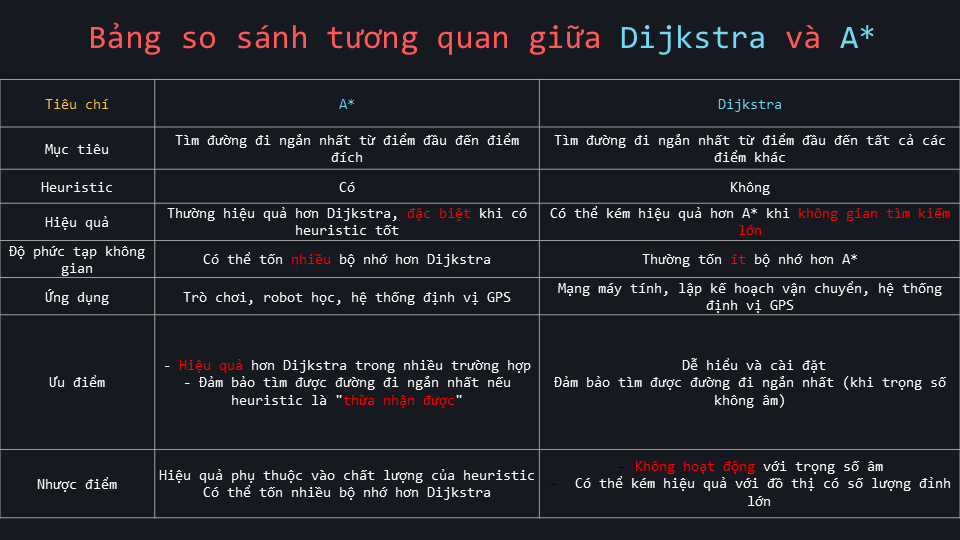 Bảng so sánh tương quan giữa Dijkstra và A*
Tiêu chí
A*
Dijkstra
Mục tiêu
Tìm đường đi ngắn nhất từ điểm đầu đến điểm
đích
Tìm đường đi ngắn nhất từ điểm đầu đến tất cả các
điểm khác
Heuristic
Có
Không
Hiệu quả
Thường hiệu quả hơn Dijkstra, đặc biệt khi có
heuristic tốt
Có thể kém hiệu quả hơn A* khi không gian tìm kiếm
lớn
Độ phức tạp không
gian
Có thể tốn nhiều bộ nhớ hơn Dijkstra
Thường tốn ít bộ nhớ hơn A*
Ứng dụng
Trò chơi, robot học, hệ thống định vị GPS
Mạng máy tính, lập kế hoạch vận chuyển, hệ thống
định vị GPS
Ưu điểm
- Hiệu quả hơn Dijkstra trong nhiều trường hợp
- Đảm bảo tìm được đường đi ngắn nhất nếu
heuristic là "thừa nhận được"
Dễ hiểu và cài đặt
Đảm bảo tìm được đường đi ngắn nhất (khi trọng số
không âm)
Nhược điểm
Hiệu quả phụ thuộc vào chất lượng của heuristic
Có thể tốn nhiều bộ nhớ hơn Dijkstra
- Không hoạt động với trọng số âm
- Có thể kém hiệu quả với đồ thị có số lượng đỉnh
lớn